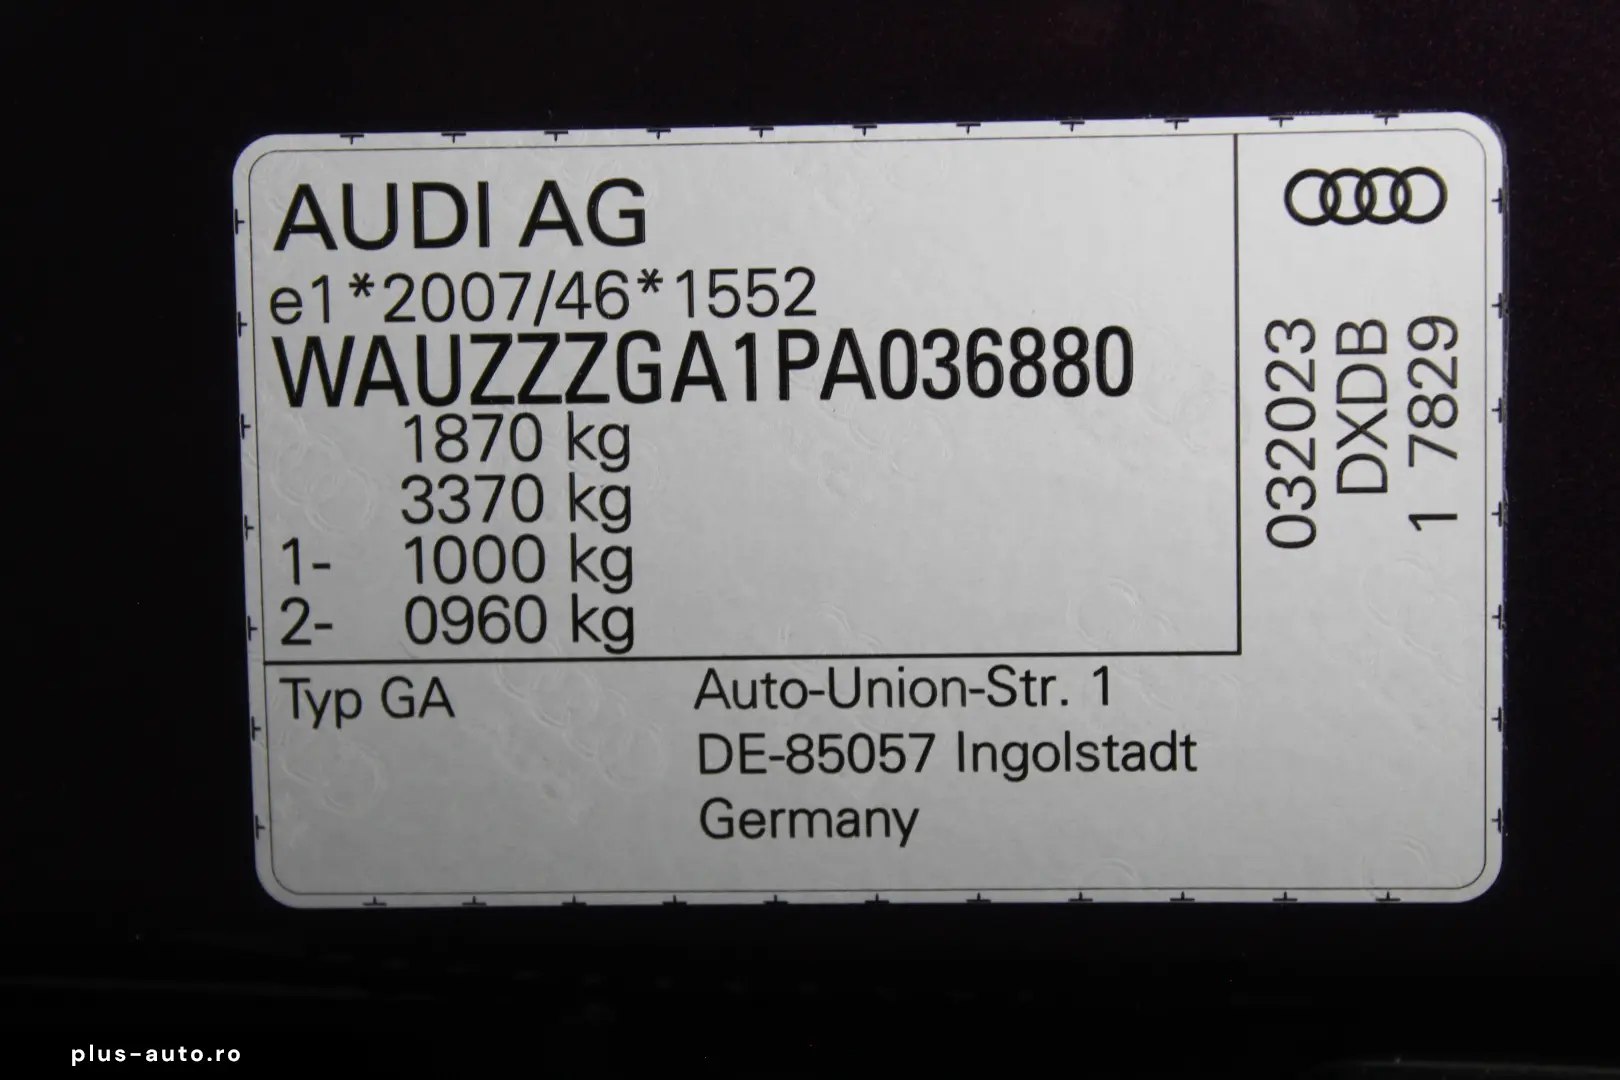 AUDI AG
e1*2007/46*1552
WAUZZZGA1PA036880
1870 kg
3370 kg
1- 1000 kg
2- 0960 kg
Typ GA
Auto-Union-Str. 1
DE-85057 Ingolstadt
Germany
032023
DXDB
1 7829
plus-auto.ro